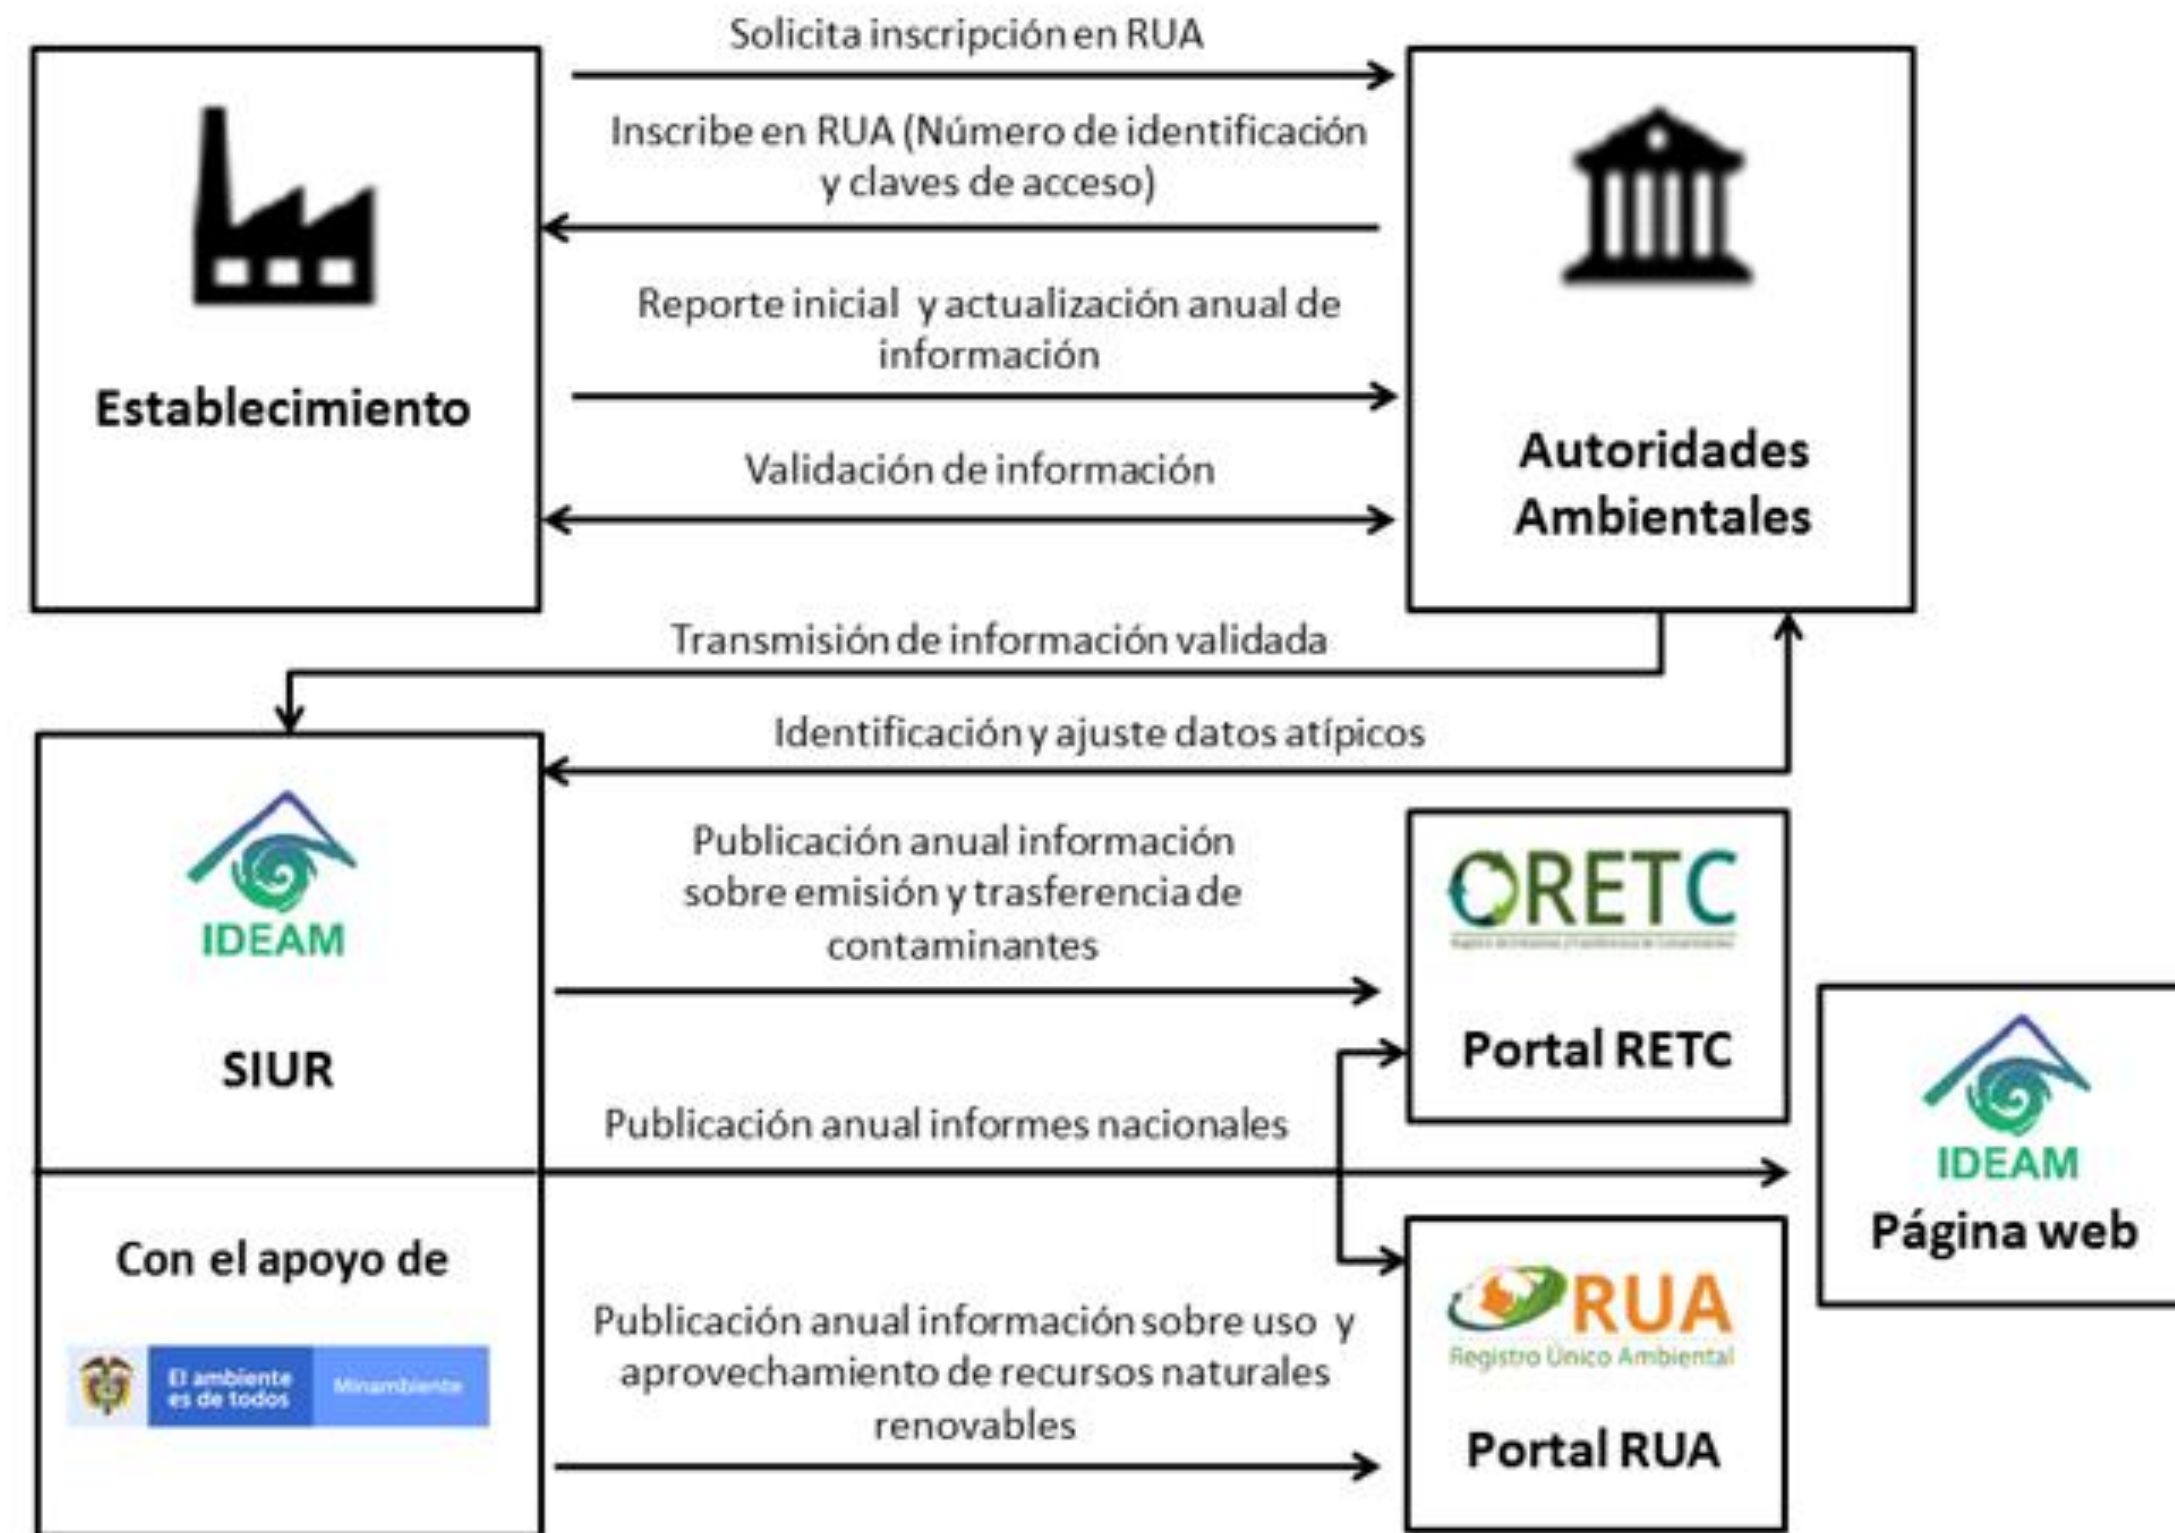 Solicita inscripción en RUA
Inscribe en RUA (Número de identificación
y claves de acceso)
Reporte inicial y actualización anual de
información
Establecimiento
Validación de información
Autoridades
Ambientales
Transmisión de información validada
Identificación y ajuste datos atípicos
IDEAM
SIUR
Publicación anual información
sobre emisión y trasferencia de
contaminantes
RETC
Portal RETC
Publicación anual informes nacionales
IDEAM
Página web
Con el apoyo de
El ambiente
es de todos
Minambiente
Publicación anual información sobre uso y
aprovechamiento de recursos naturales
renovables
RUA
Registro Único Ambiental
Portal RUA